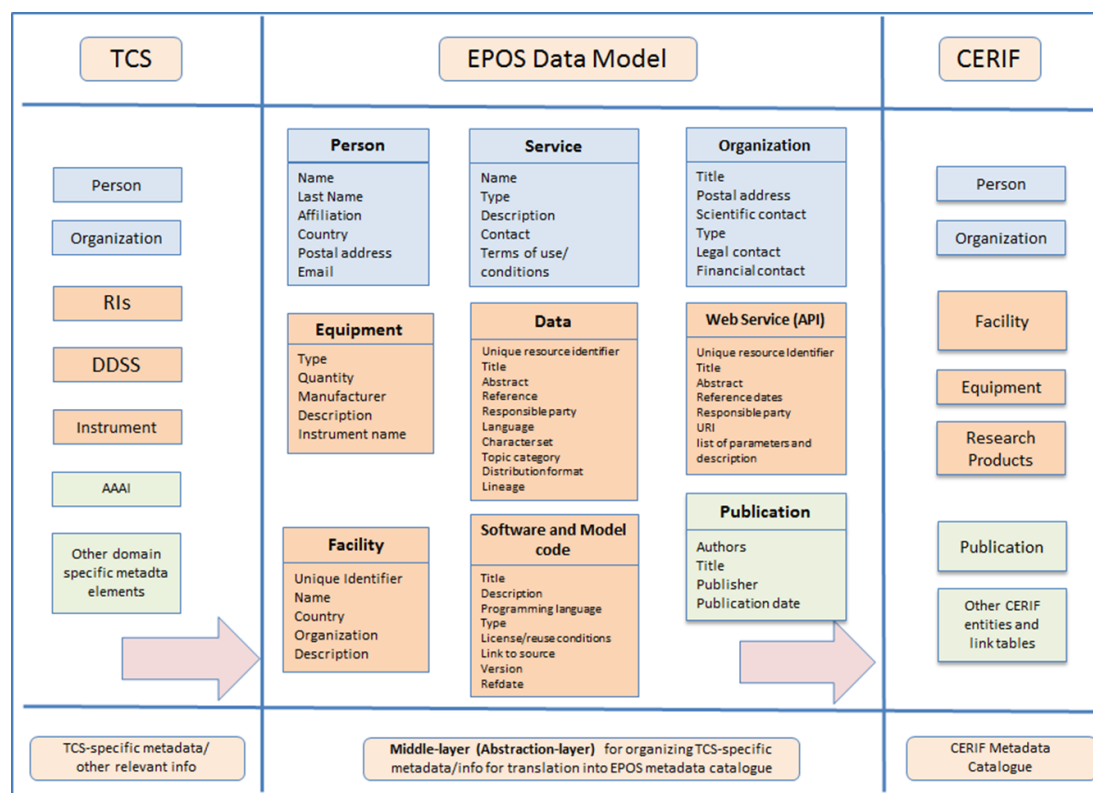 TCS
EPOS Data Model
CERIF
Person
Organization
RIs
DDSS
Instrument
AAAI
Other domain
specific metadta
elements
Person
Name
Last Name
Affiliation
Country
Postal address
Email
Service
Name
Type
Description
Contact
Terms of use/
conditions
Organization
Title
Postal address
Scientific contact
Type
Legal contact
Financial contact
Equipment
Type
Quantity
Manufacturer
Description
Instrument name
Data
Unique resource identifier
Title
Abstract
Reference
Responsible party
Language
Character set
Topic category
Distribution format
Lineage
Web Service (API)
Unique resource Identifier
Title
Abstract
Reference dates
Responsible party
URI
list of parameters and
description
Facility
Unique Identifier
Name
Country
Organization
Description
Software and Model
code
Title
Description
Programming language
Type
License/reuse conditions
Link to source
Version
Refdate
Publication
Authors
Title
Publisher
Publication date
Person
Organization
Facility
Equipment
Research
Products
Publication
Other CERIF
entities and
link tables
TCS-specific metadata/
other relevant info
Middle-layer (Abstraction-layer) for organizing TCS-specific
metadata/info for translation into EPOS metadata catalogue
CERIF Metadata
Catalogue